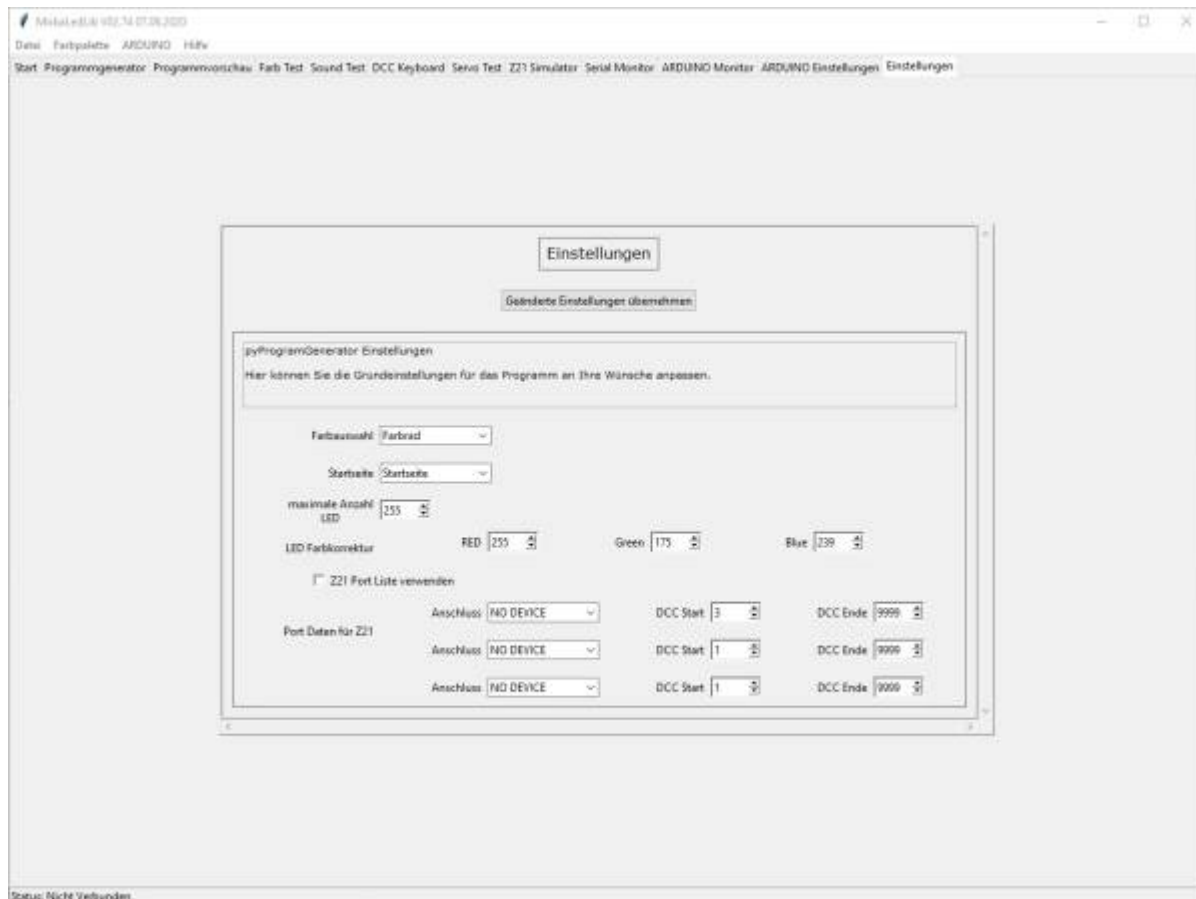 MobaLedLib V02.74 07.06.2020
Datei Farbpalette ARDUINO Hilfe
Start Programmgenerator Programmvorschau Farb Test Sound Test DCC Keyboard Servo Test Z21 Simulator Serial Monitor ARDUINO Monitor ARDUINO Einstellungen Einstellungen
Einstellungen
Geänderte Einstellungen übernehmen
pyProgramGenerator Einstellungen
Hier können Sie die Grundeinstellungen für das Programm an Ihre Wünsche anpassen.
Farbauswahl Farbrad
Startseite Startseite
maximale Anzahl LED 255
LED Farbkorrektur RED 255 Green 175 Blue 239
Z21 Port Liste verwenden
Port Daten für Z21
Anschluss NO DEVICE DCC Start 3 DCC Ende 9999
Anschluss NO DEVICE DCC Start 1 DCC Ende 9999
Anschluss NO DEVICE DCC Start 1 DCC Ende 9999
Status: Nicht Verbunden